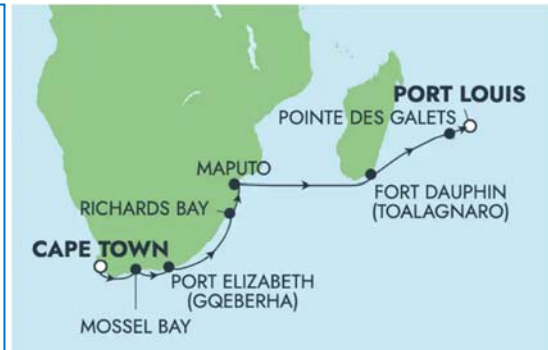 PORT LOUIS
POINTE DES GALETS
MAPUTO
RICHARDS BAY
FORT DAUPHIN
(TOALAGNARO)
CAPE TOWN
PORT ELIZABETH
(GQEBERHA)
MOSSEL BAY